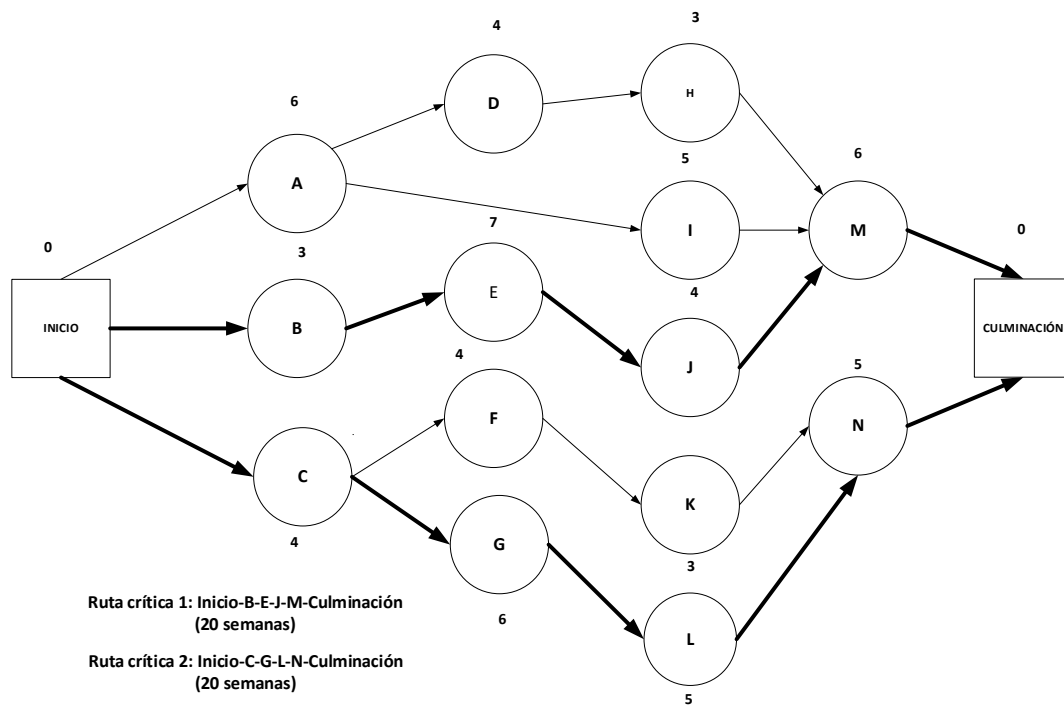 3
4
H
D
6
5
6
A
I
M
7
0
0
3
4
INICIO
B
E
CULMINACIÓN
4
J
5
F
N
C
K
G
4
3
Ruta crítica 1: Inicio-B-E-J-M-Culminación
(20 semanas)
6
L
Ruta crítica 2: Inicio-C-G-L-N-Culminación
(20 semanas)
5